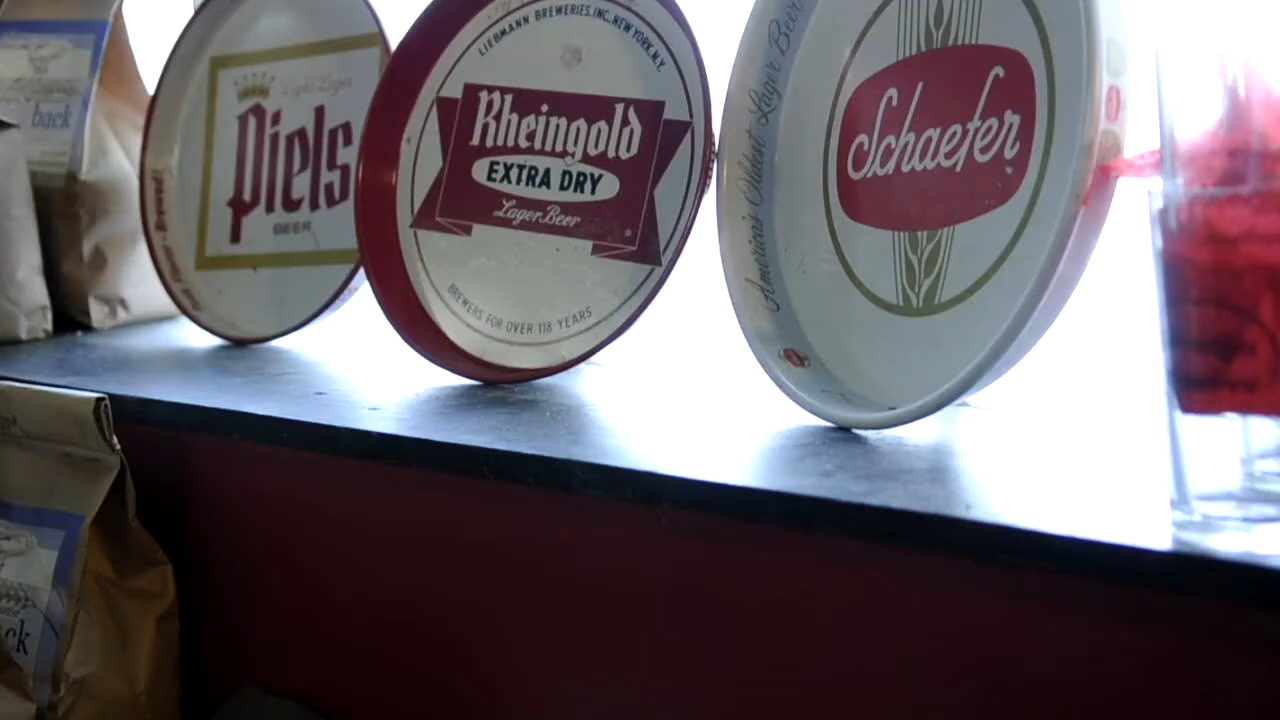 back
Light Lager
Piels
BEER
LIEBMANN BREWERIES, INC. NEW YORK, N.Y.
Rheingold
EXTRA DRY
Lager Beer
BREWERS FOR OVER 118 YEARS
America's Oldest Lager Beer
Schaefer
ck